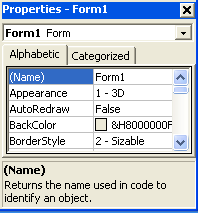 Properties - Form1
Form1 Form
Alphabetic Categorized
(Name) Form1
Appearance 1 - 3D
AutoRedraw False
BackColor &H8000000F
BorderStyle 2 - Sizable
(Name)
Returns the name used in code to
identify an object.